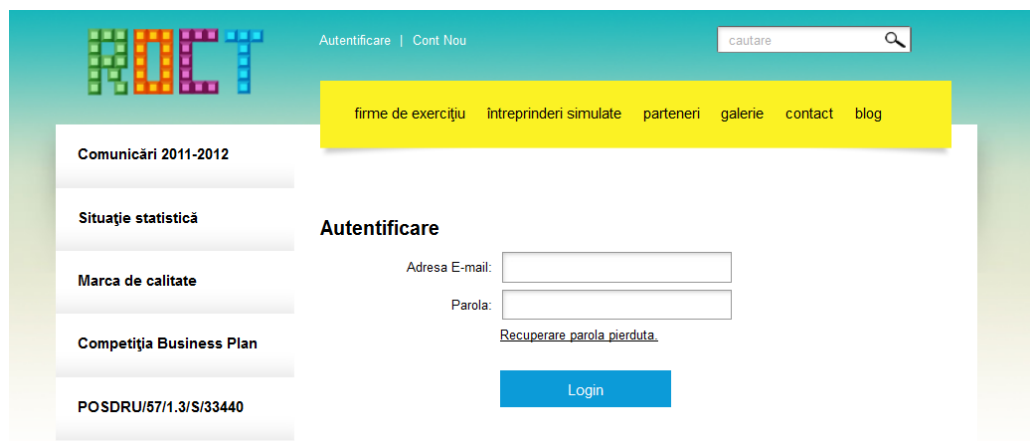 ROCT
Autentificare | Cont Nou
cautare
firme de exerciţiu întreprinderi simulate parteneri galerie contact blog
Comunicări 2011-2012
Situaţie statistică
Marca de calitate
Competiţia Business Plan
POSDRU/57/1.3/S/33440
Autentificare
Adresa E-mail:
Parola:
Recuperare parola pierduta.
Login